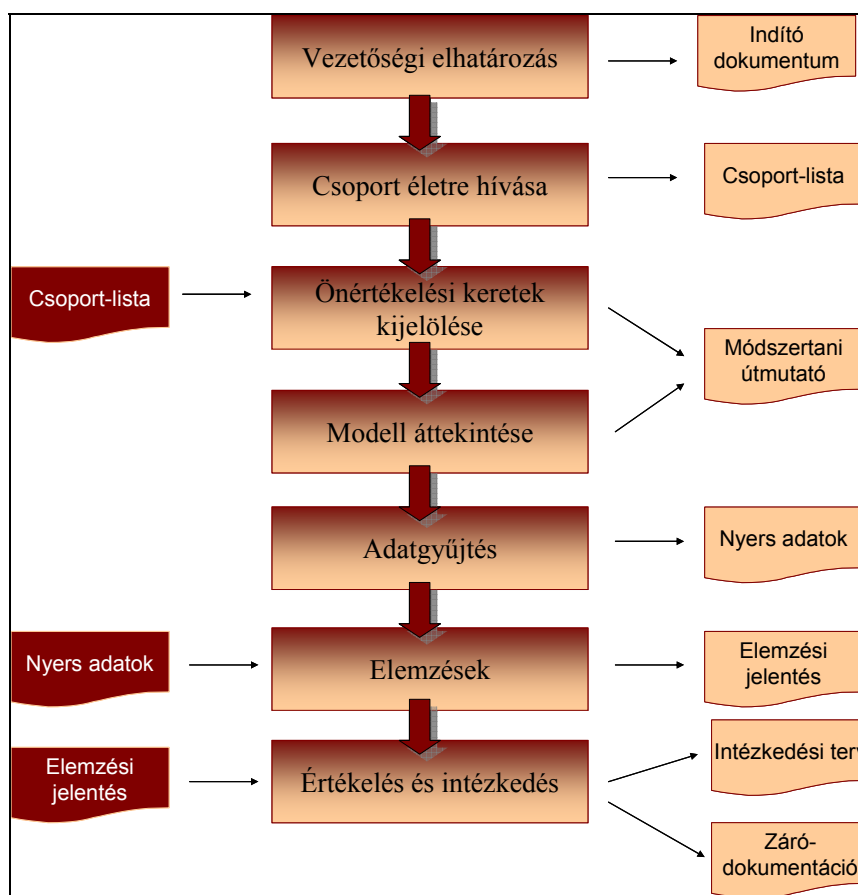 Vezetőségi elhatározás
Indító
dokumentum
Csoport életre hívása
Csoport-lista
Csoport-lista
Önértékelési keretek
kijelölése
Módszertani
útmutató
Modell áttekintése
Adatgyűjtés
Nyers adatok
Nyers adatok
Elemzések
Elemzési
jelentés
Elemzési
jelentés
Értékelés és intézkedés
Intézkedési terv
Záró-
dokumentáció